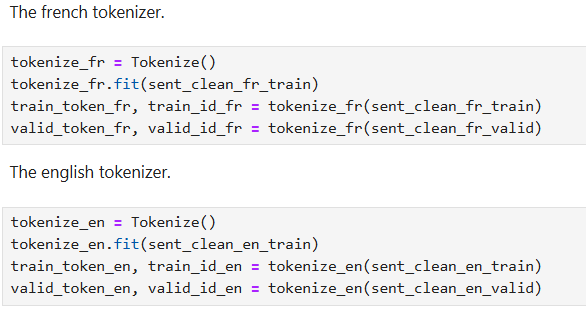 The french tokenizer.
tokenize_fr = Tokenize()
tokenize_fr.fit(sent_clean_fr_train)
train_token_fr, train_id_fr = tokenize_fr(sent_clean_fr_train)
valid_token_fr, valid_id_fr = tokenize_fr(sent_clean_fr_valid)
The english tokenizer.
tokenize_en = Tokenize()
tokenize_en.fit(sent_clean_en_train)
train_token_en, train_id_en = tokenize_en(sent_clean_en_train)
valid_token_en, valid_id_en = tokenize_en(sent_clean_en_valid)